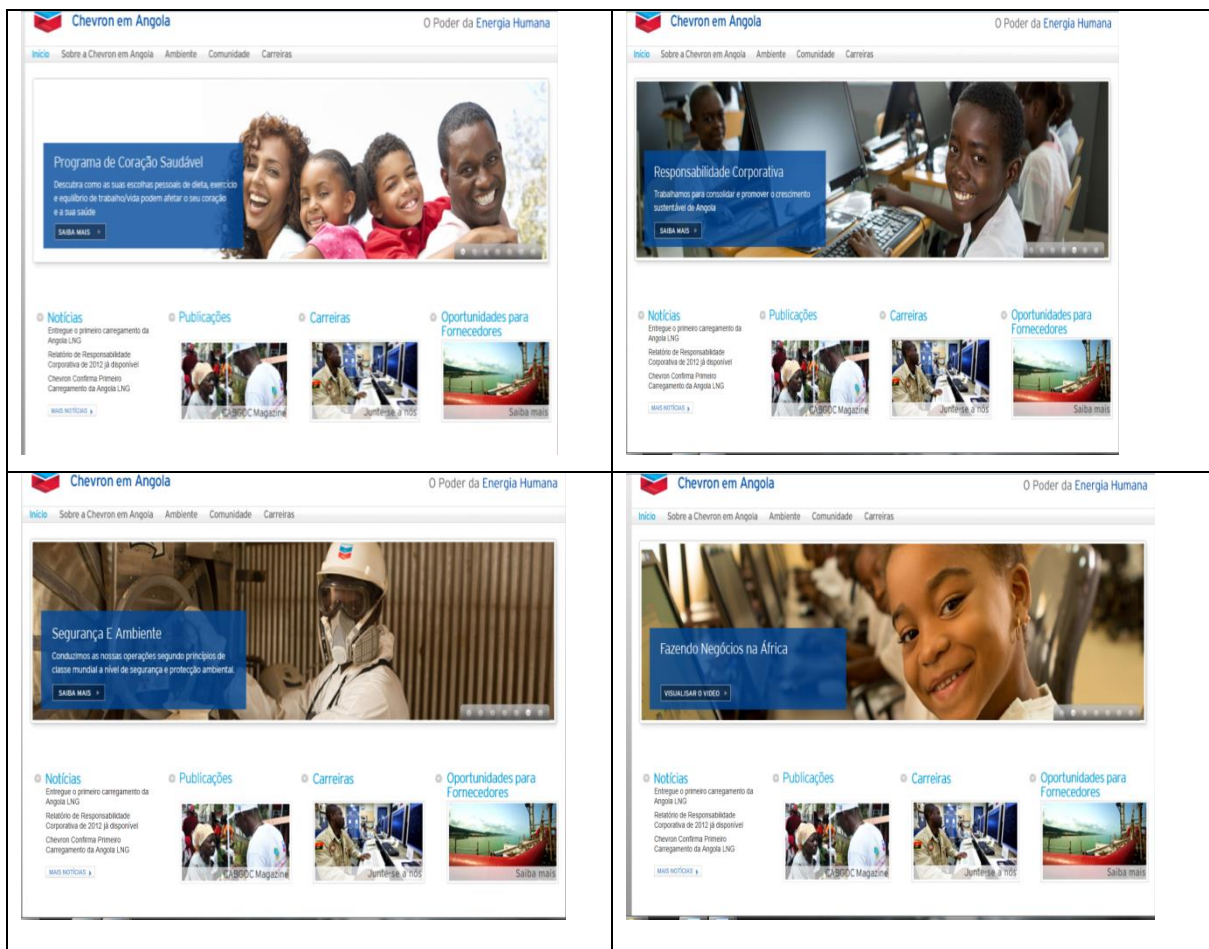 Chevron em Angola
O Poder da Energia Humana
Início Sobre a Chevron em Angola Ambiente Comunidade Carreiras
Programa de Coração Saudável
Descubra como as suas escolhas pessoais de dieta, exercício
e equilíbrio de trabalho/vida podem afetar o seu coração
e a sua saúde
SAIBA MAIS
Notícias
Entregue o primeiro carregamento da
Angola LNG
Relatório de Responsabilidade
Corporativa de 2012 já disponível
Chevron Confirma Primeiro
Carregamento da Angola LNG
MAIS NOTÍCIAS
Publicações
CABGOC Magazine
Carreiras
Junte-se a nós
Oportunidades para
Fornecedores
Saiba mais
Chevron em Angola
O Poder da Energia Humana
Início Sobre a Chevron em Angola Ambiente Comunidade Carreiras
Responsabilidade Corporativa
Trabalhamos para consolidar e promover o crescimento
sustentável de Angola
SAIBA MAIS
Notícias
Entregue o primeiro carregamento da
Angola LNG
Relatório de Responsabilidade
Corporativa de 2012 já disponível
Chevron Confirma Primeiro
Carregamento da Angola LNG
MAIS NOTÍCIAS
Publicações
CABGOC Magazine
Carreiras
Junte-se a nós
Oportunidades para
Fornecedores
Saiba mais
Chevron em Angola
O Poder da Energia Humana
Início Sobre a Chevron em Angola Ambiente Comunidade Carreiras
Segurança E Ambiente
Conduzimos as nossas operações segundo princípios de
classe mundial a nível de segurança e protecção ambiental.
SAIBA MAIS
Notícias
Entregue o primeiro carregamento da
Angola LNG
Relatório de Responsabilidade
Corporativa de 2012 já disponível
Chevron Confirma Primeiro
Carregamento da Angola LNG
MAIS NOTÍCIAS
Publicações
CABGOC Magazine
Carreiras
Junte-se a nós
Oportunidades para
Fornecedores
Saiba mais
Chevron em Angola
O Poder da Energia Humana
Início Sobre a Chevron em Angola Ambiente Comunidade Carreiras
Fazendo Negócios na África
VISUALISAR O VIDEO
Notícias
Entregue o primeiro carregamento da
Angola LNG
Relatório de Responsabilidade
Corporativa de 2012 já disponível
Chevron Confirma Primeiro
Carregamento da Angola LNG
MAIS NOTÍCIAS
Publicações
CABGOC Magazine
Carreiras
Junte-se a nós
Oportunidades para
Fornecedores
Saiba mais